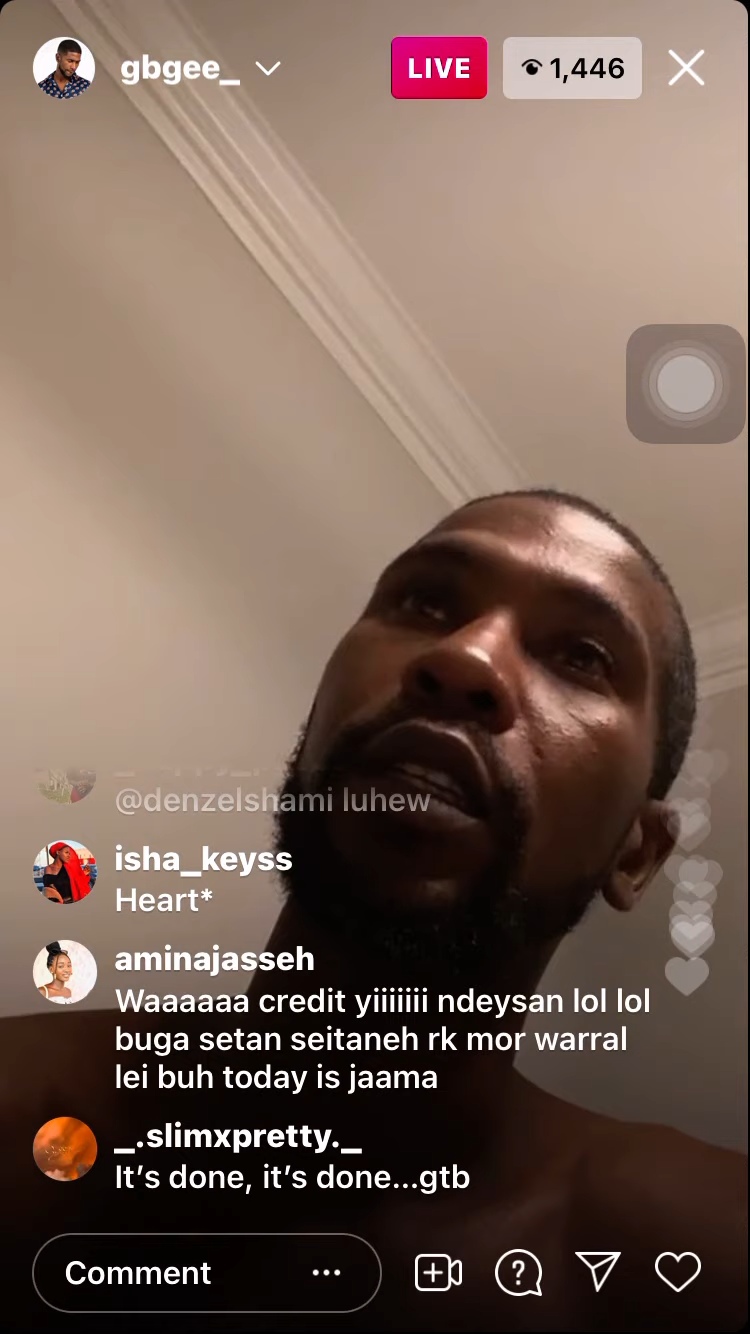 gbgee_
LIVE
1,446
@denzelshami luhew
isha_keyss
Heart*
aminajasseh
Waaaaaa credit yiiiiiii ndeysan lol lol
buga setan seitaneh rk mor warral
lei buh today is jaama
_.slimxpretty._
It’s done, it’s done...gtb
Comment